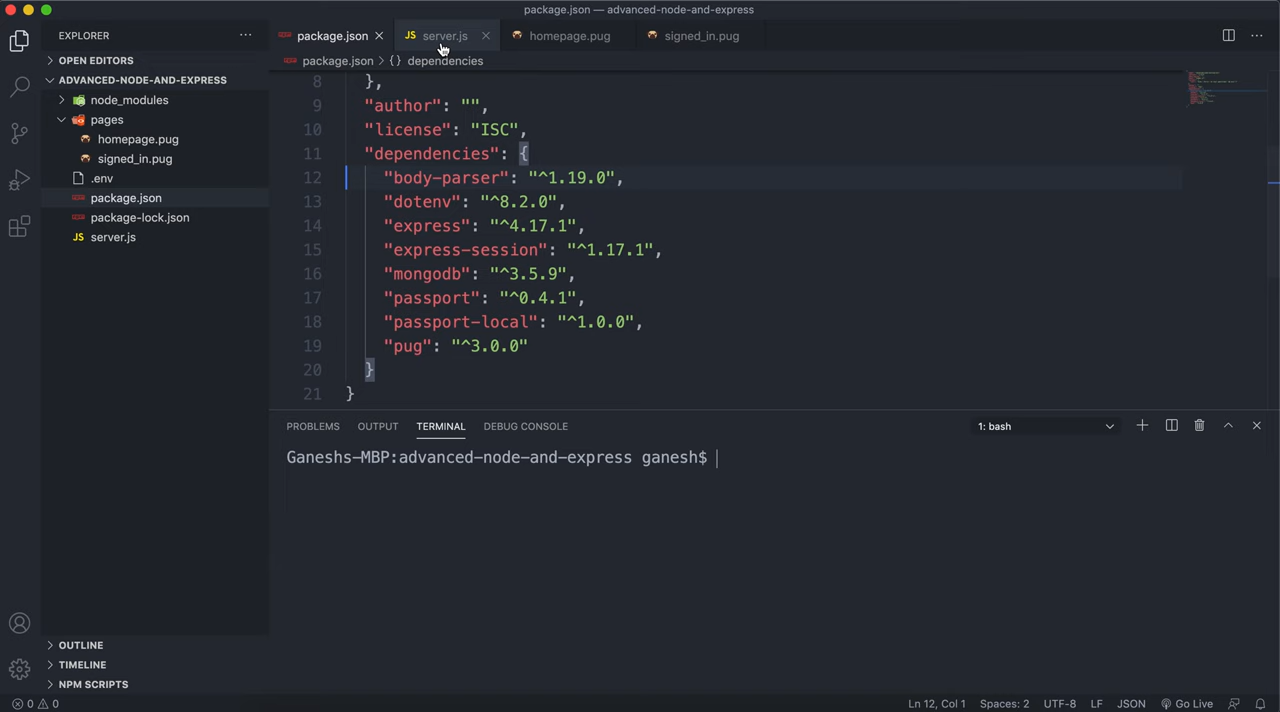 package.json — advanced-node-and-express
EXPLORER
OPEN EDITORS
ADVANCED-NODE-AND-EXPRESS
node_modules
pages
homepage.pug
signed_in.pug
.env
package.json
package-lock.json
JS server.js
OUTLINE
TIMELINE
NPM SCRIPTS
package.json
JS server.js
homepage.pug
signed_in.pug
package.json > {} dependencies
8 },
9 "author": "",
10 "license": "ISC",
11 "dependencies": {
12 "body-parser": "^1.19.0",
13 "dotenv": "^8.2.0",
14 "express": "^4.17.1",
15 "express-session": "^1.17.1",
16 "mongodb": "^3.5.9",
17 "passport": "^0.4.1",
18 "passport-local": "^1.0.0",
19 "pug": "^3.0.0"
20 }
21 }
PROBLEMS OUTPUT TERMINAL DEBUG CONSOLE 1: bash
Ganeshs-MBP:advanced-node-and-express ganesh$
0 0 Ln 12, Col 1 Spaces: 2 UTF-8 LF JSON Go Live